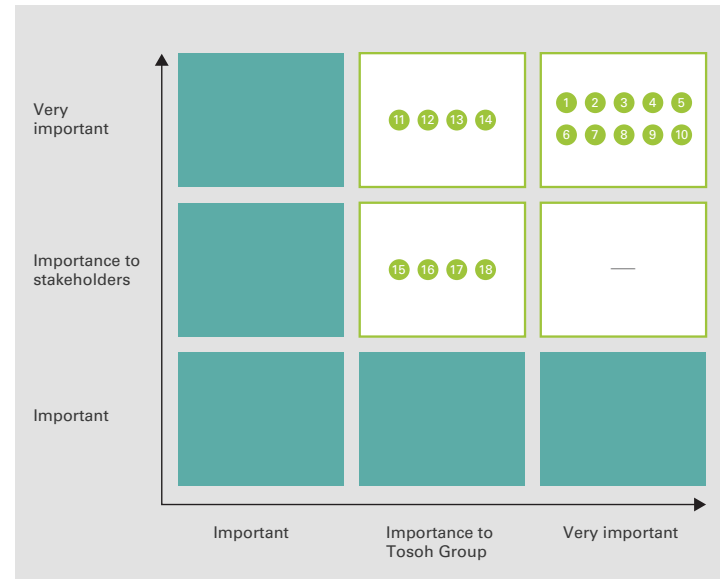 Very
important
11 12 13 14
1 2 3 4 5
6 7 8 9 10
Importance to
stakeholders
15 16 17 18
—
Important
Important
Importance to
Tosoh Group
Very important